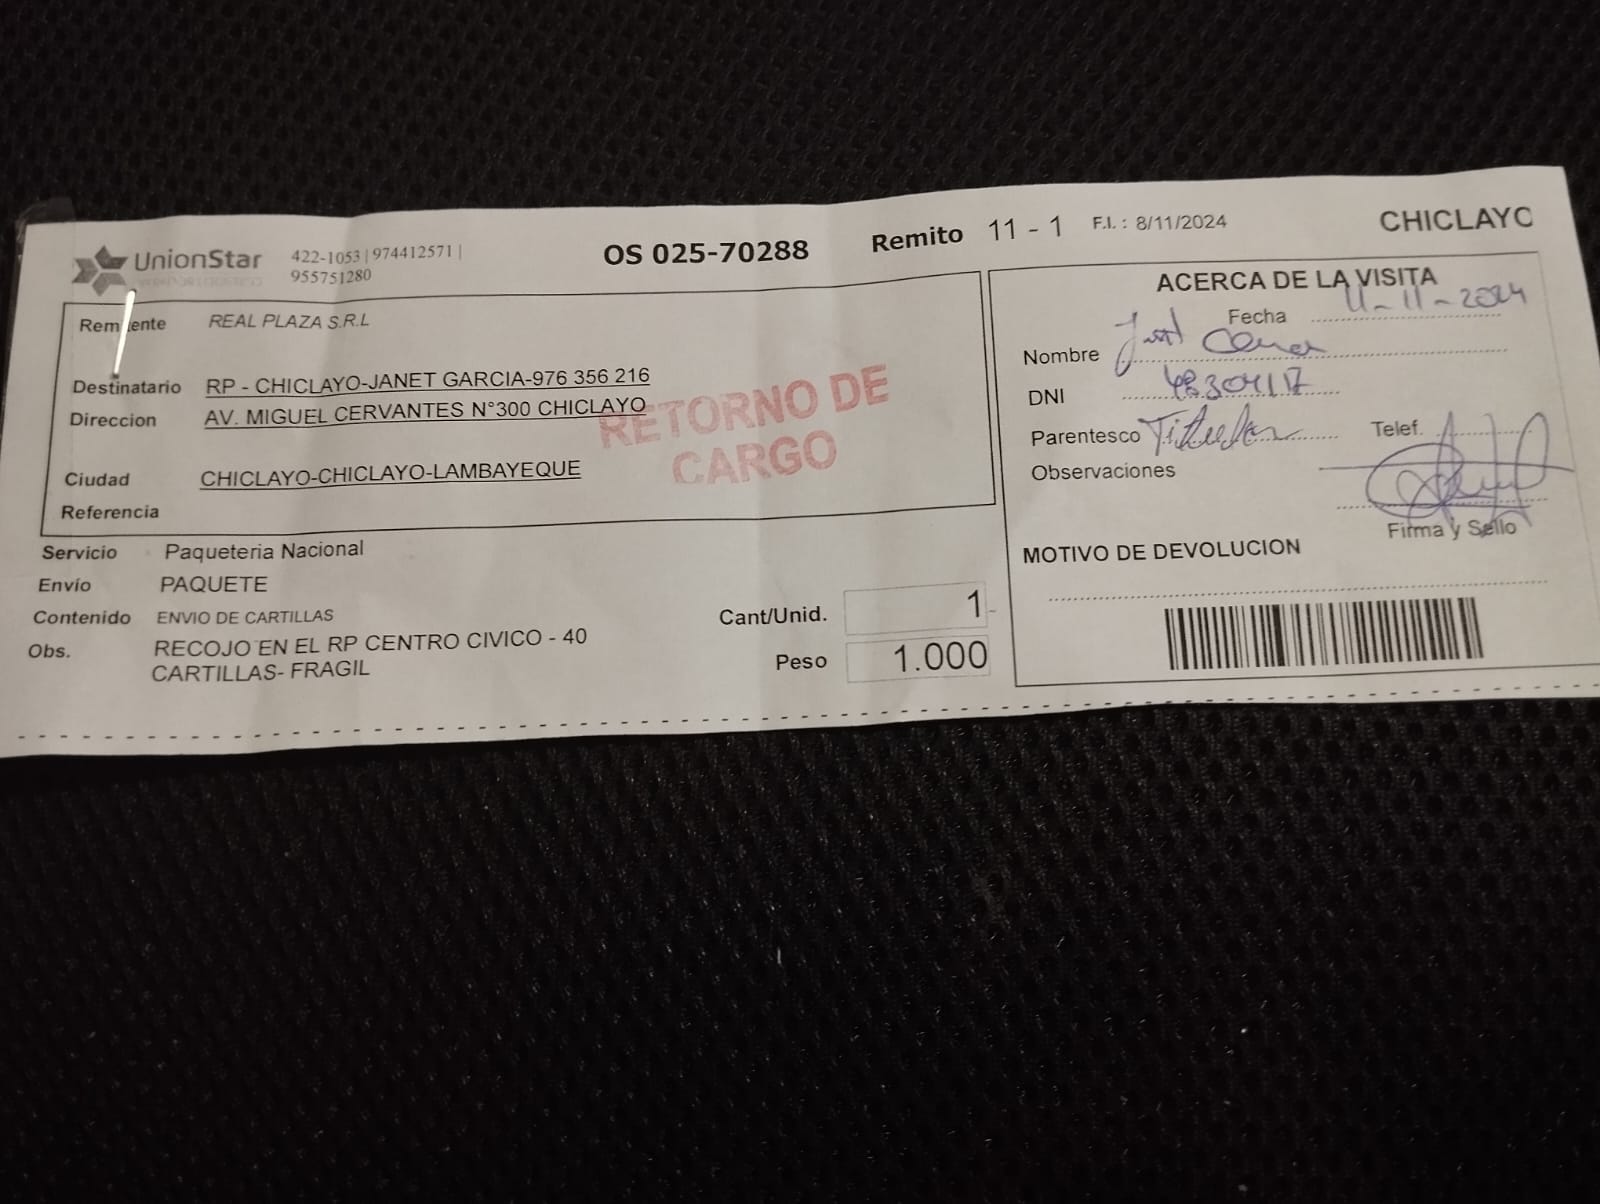 UnionStar 422-1053 | 974412571 |
955751280
OS 025-70288 Remito 11 - 1 F.I. : 8/11/2024 CHICLAYO
Remitente REAL PLAZA S.R.L
Destinatario RP - CHICLAYO-JANET GARCIA-976 356 216
Direccion AV. MIGUEL CERVANTES N°300 CHICLAYO
Ciudad CHICLAYO-CHICLAYO-LAMBAYEQUE
Referencia
RETORNO DE
CARGO
Servicio Paqueteria Nacional
Envío PAQUETE
Contenido ENVIO DE CARTILLAS
Obs. RECOJO EN EL RP CENTRO CIVICO - 40
CARTILLAS- FRAGIL
Cant/Unid. 1
Peso 1.000
ACERCA DE LA VISITA
Fecha 11-11-2024
Nombre
DNI
Parentesco Titular Telef.
Observaciones
Firma y Sello
MOTIVO DE DEVOLUCION